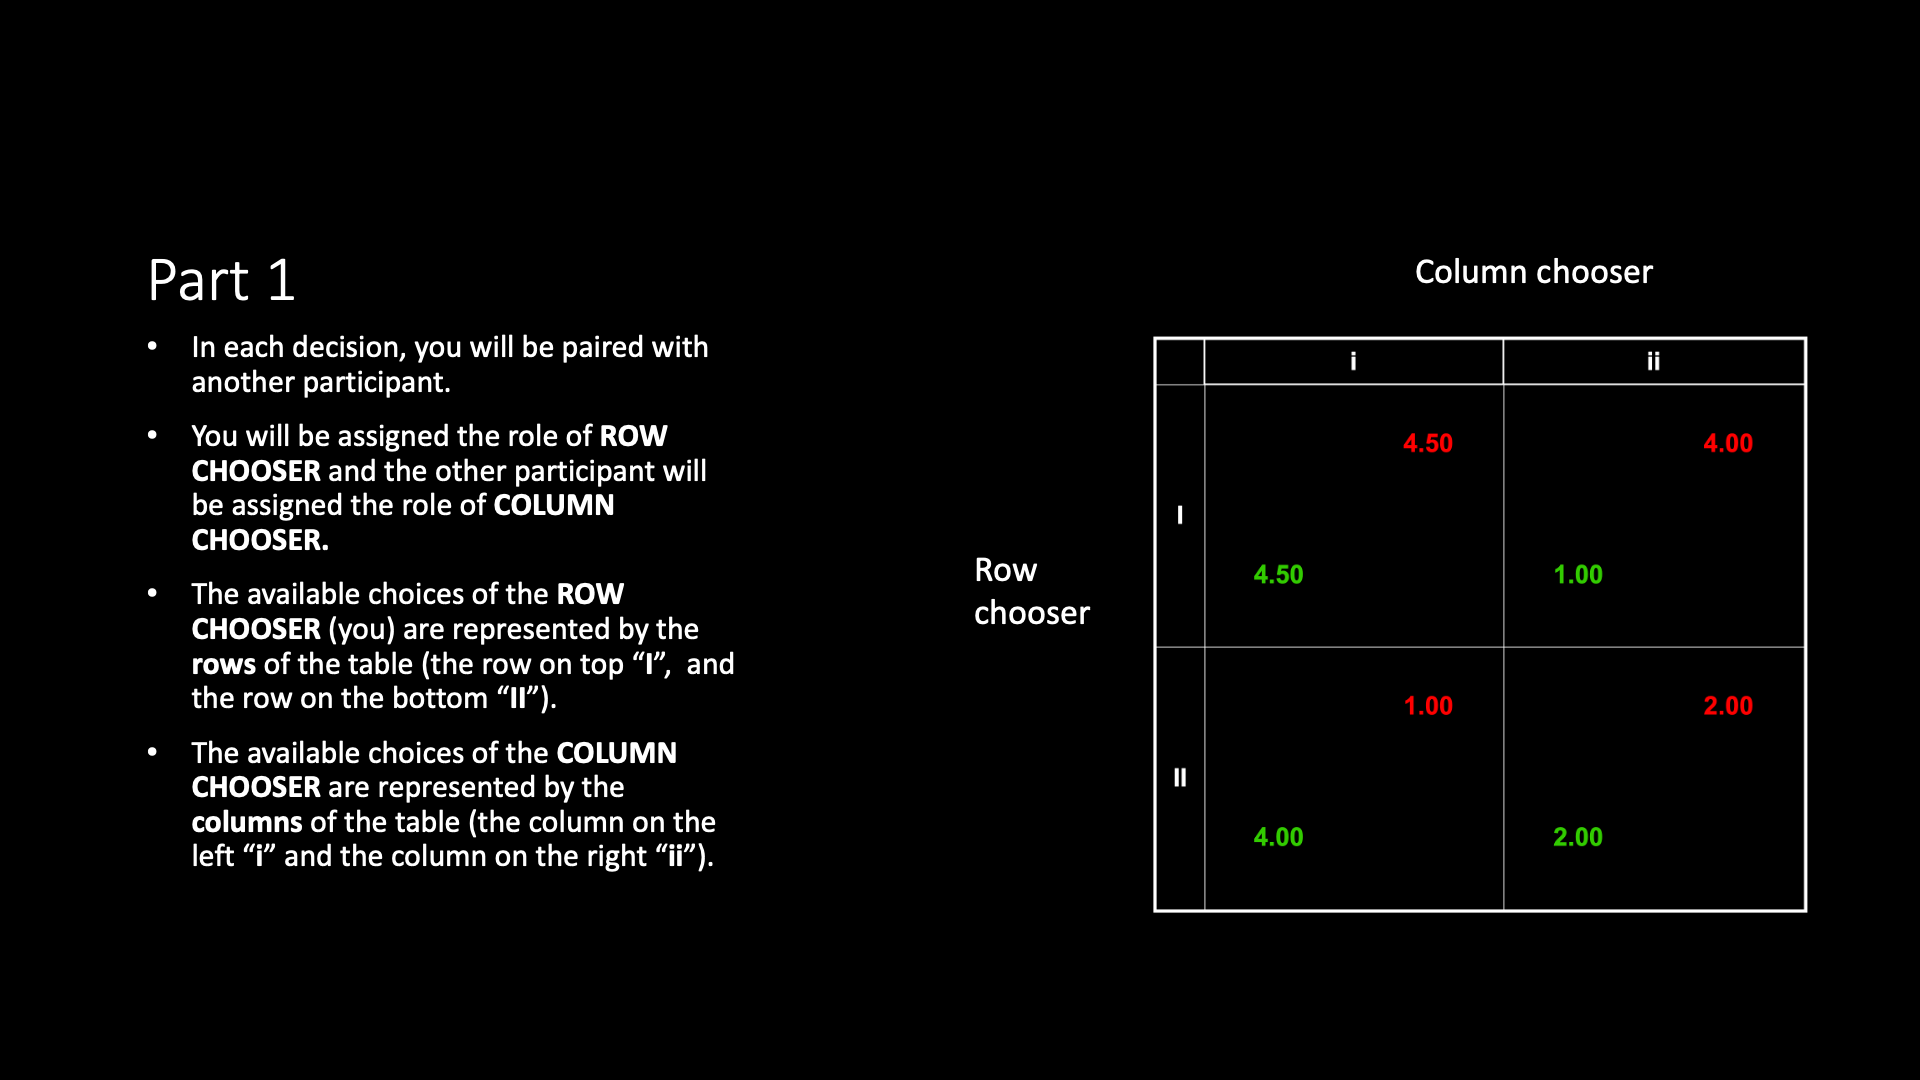 Part 1
• In each decision, you will be paired with
another participant.
• You will be assigned the role of ROW
CHOOSER and the other participant will
be assigned the role of COLUMN
CHOOSER.
• The available choices of the ROW
CHOOSER (you) are represented by the
rows of the table (the row on top “I”, and
the row on the bottom “II”).
• The available choices of the COLUMN
CHOOSER are represented by the
columns of the table (the column on the
left “i” and the column on the right “ii”).
Column chooser
Row
chooser
i ii
4.50 4.00
I
4.50 1.00
1.00 2.00
II
4.00 2.00